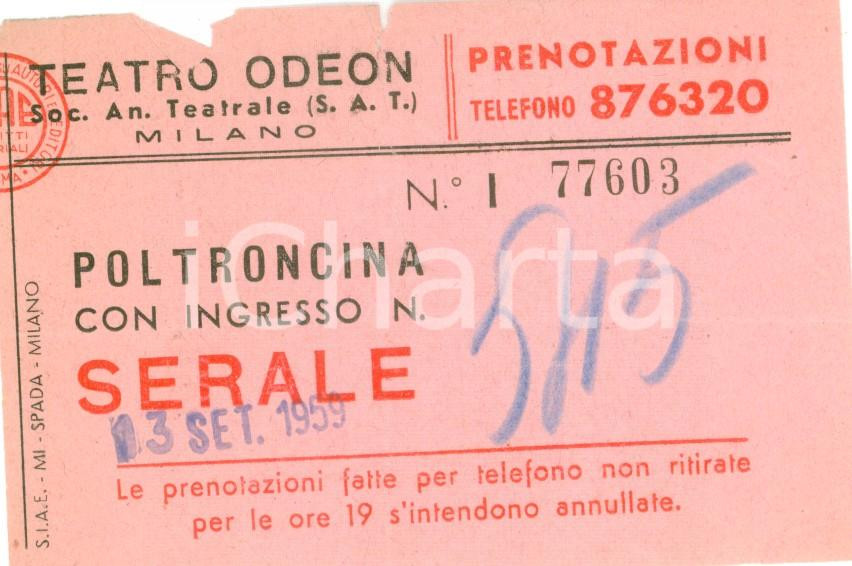 TEATRO ODEON
Soc. An. Teatrale (S. A. T.)
MILANO
PRENOTAZIONI
TELEFONO 876320
N.° I 77603
POLTRONCINA
CON INGRESSO N.
SERALE
13 SET. 1959
Le prenotazioni fatte per telefono non ritirate
per le ore 19 s'intendono annullate.
S.I.A.E. - MI - SPADA - MILANO
iCharta